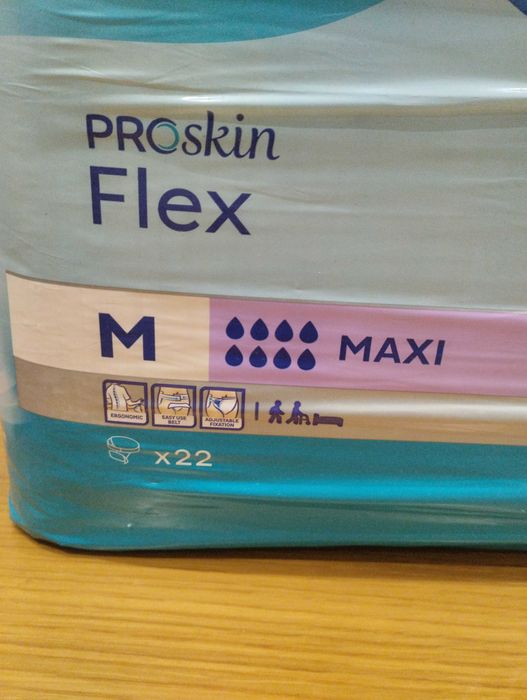 PROskin
Flex
M MAXI
ERGONOMIC EASY USE BELT ADJUSTABLE FIXATION
x22